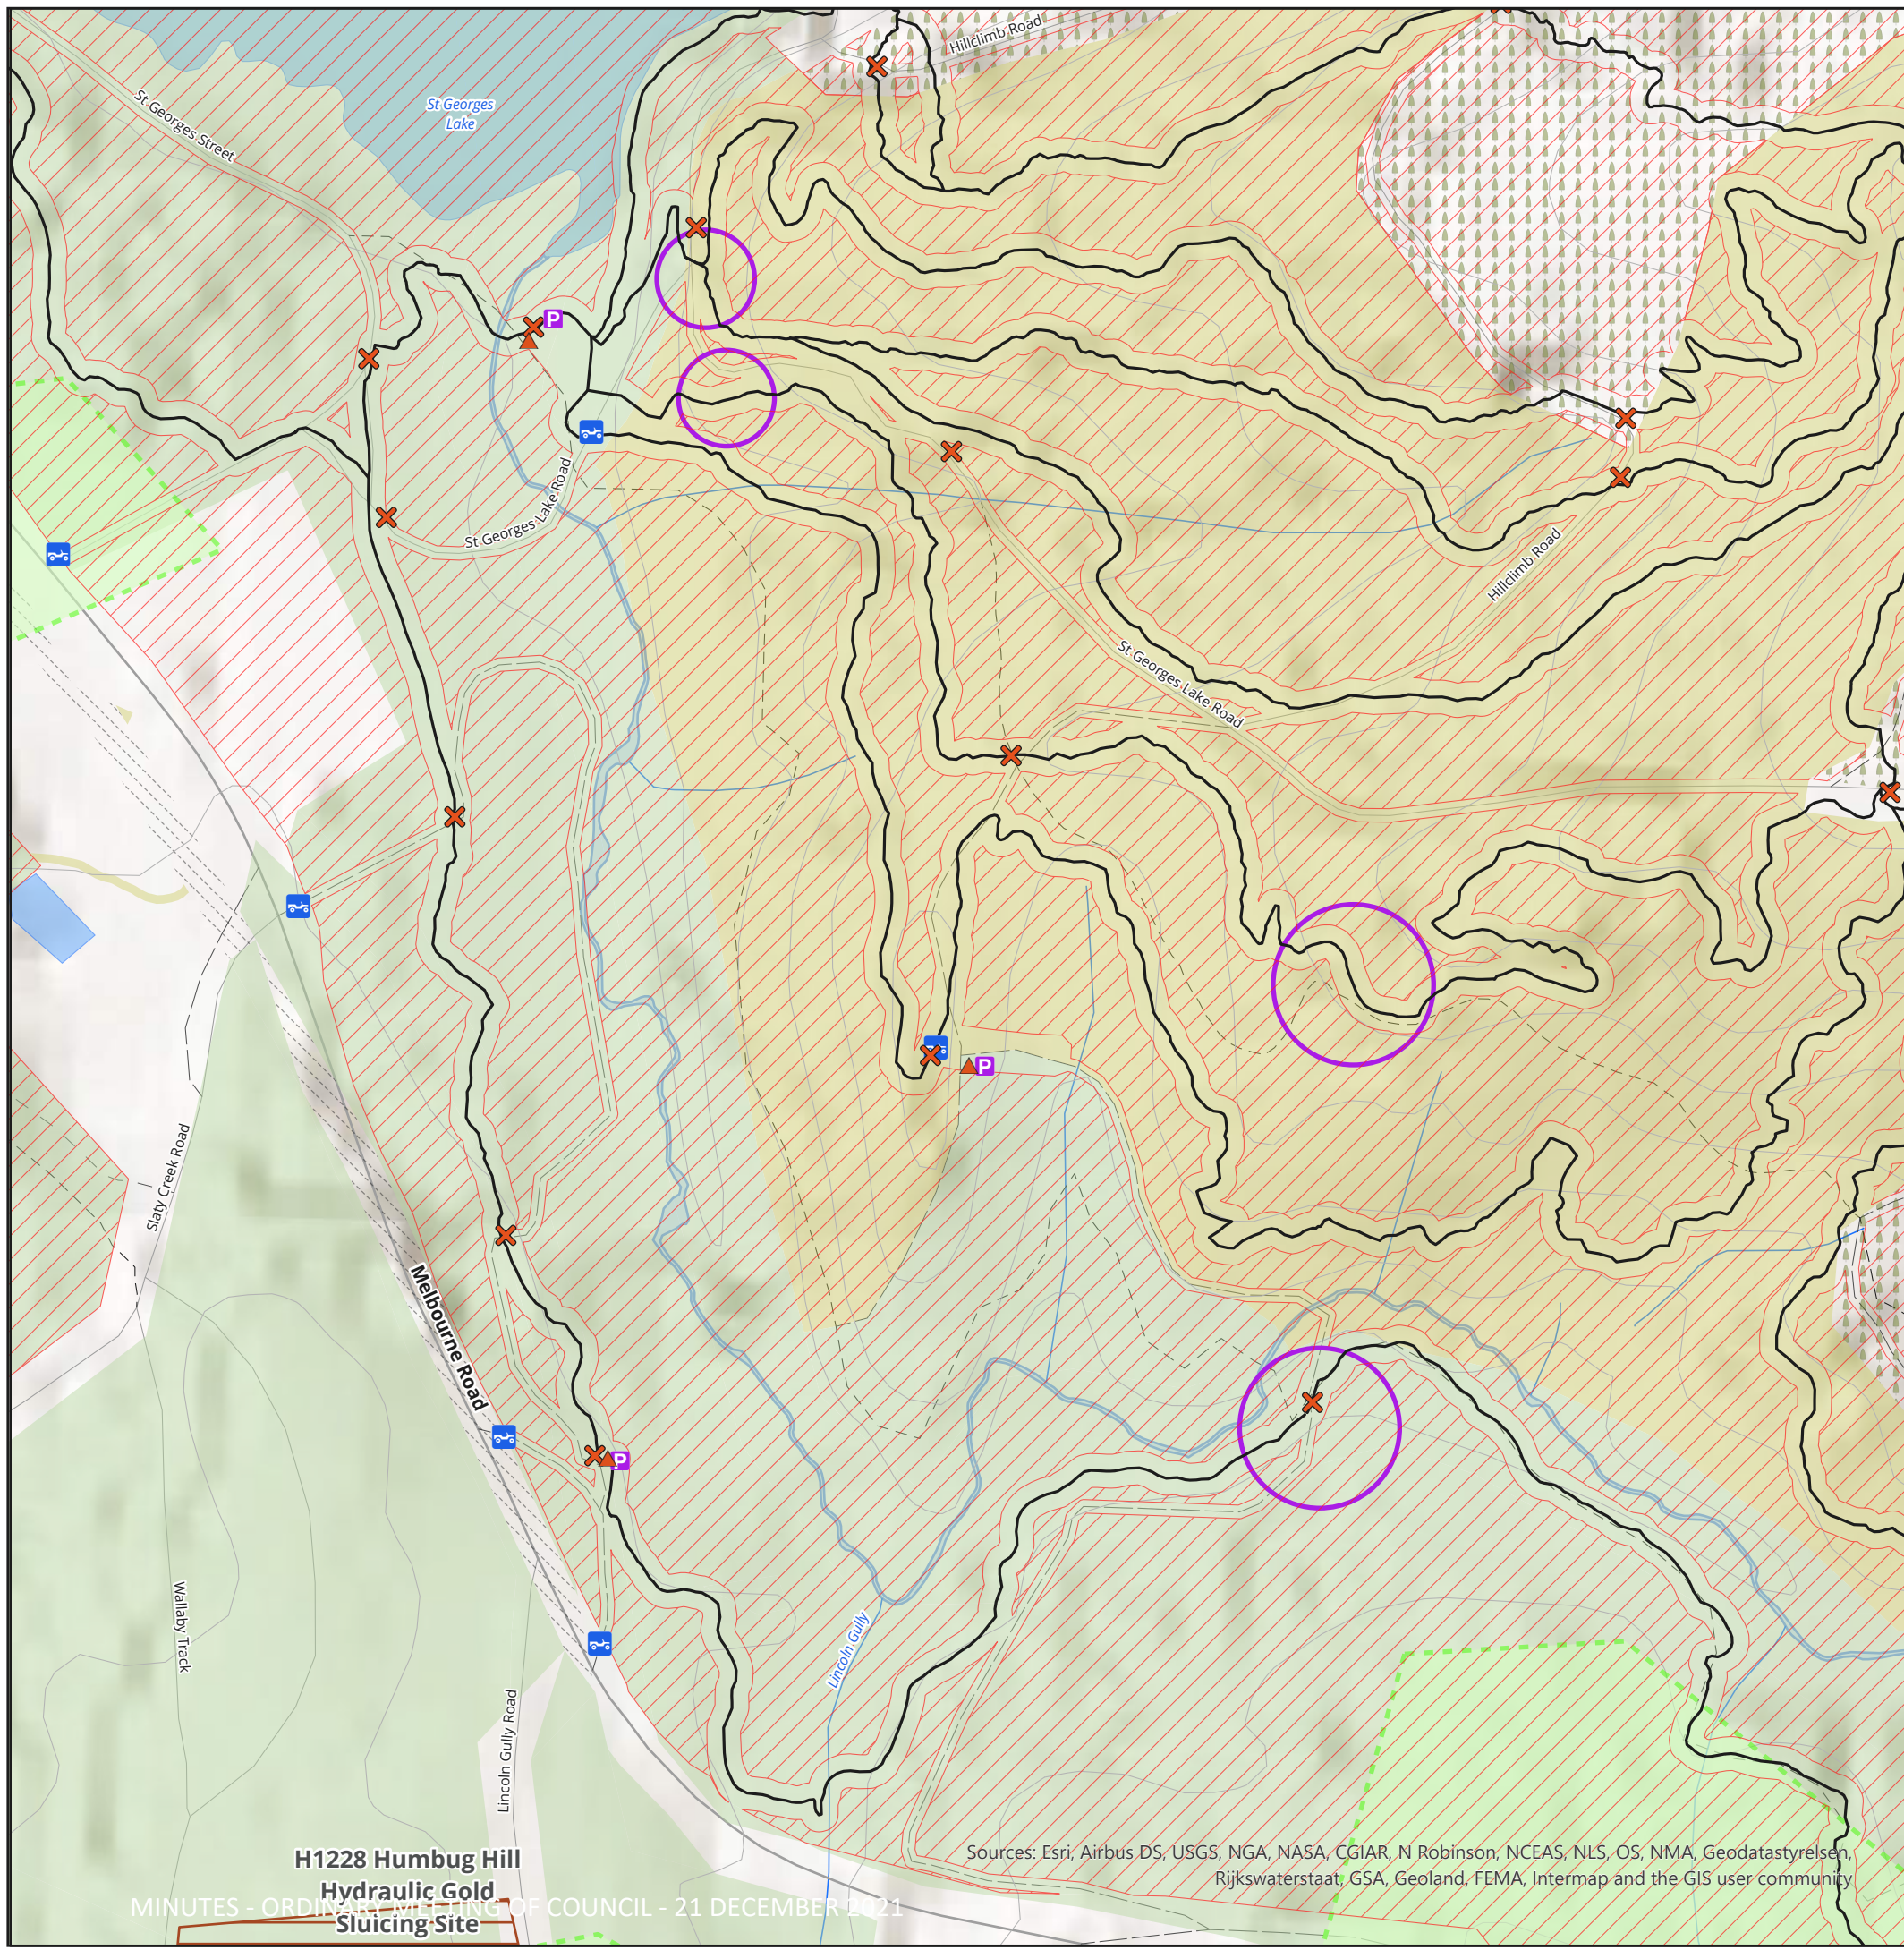 Hillclimb Road
St Georges Street
St Georges
Lake
P
St Georges Lake Road
Hillclimb Road
St Georges Lake Road
P
Slaty Creek Road
Melbourne Road
P
Wallaby Track
Lincoln Gully
Lincoln Gully Road
Sources: Esri, Airbus DS, USGS, NGA, NASA, CGIAR, N Robinson, NCEAS, NLS, OS, NMA, Geodatastyrelsen,
Rijkswaterstaat, GSA, Geoland, FEMA, Intermap and the GIS user community
H1228 Humbug Hill
Hydraulic Gold
Sluicing Site
MINUTES - ORDINARY MEETING OF COUNCIL - 21 DECEMBER 2021